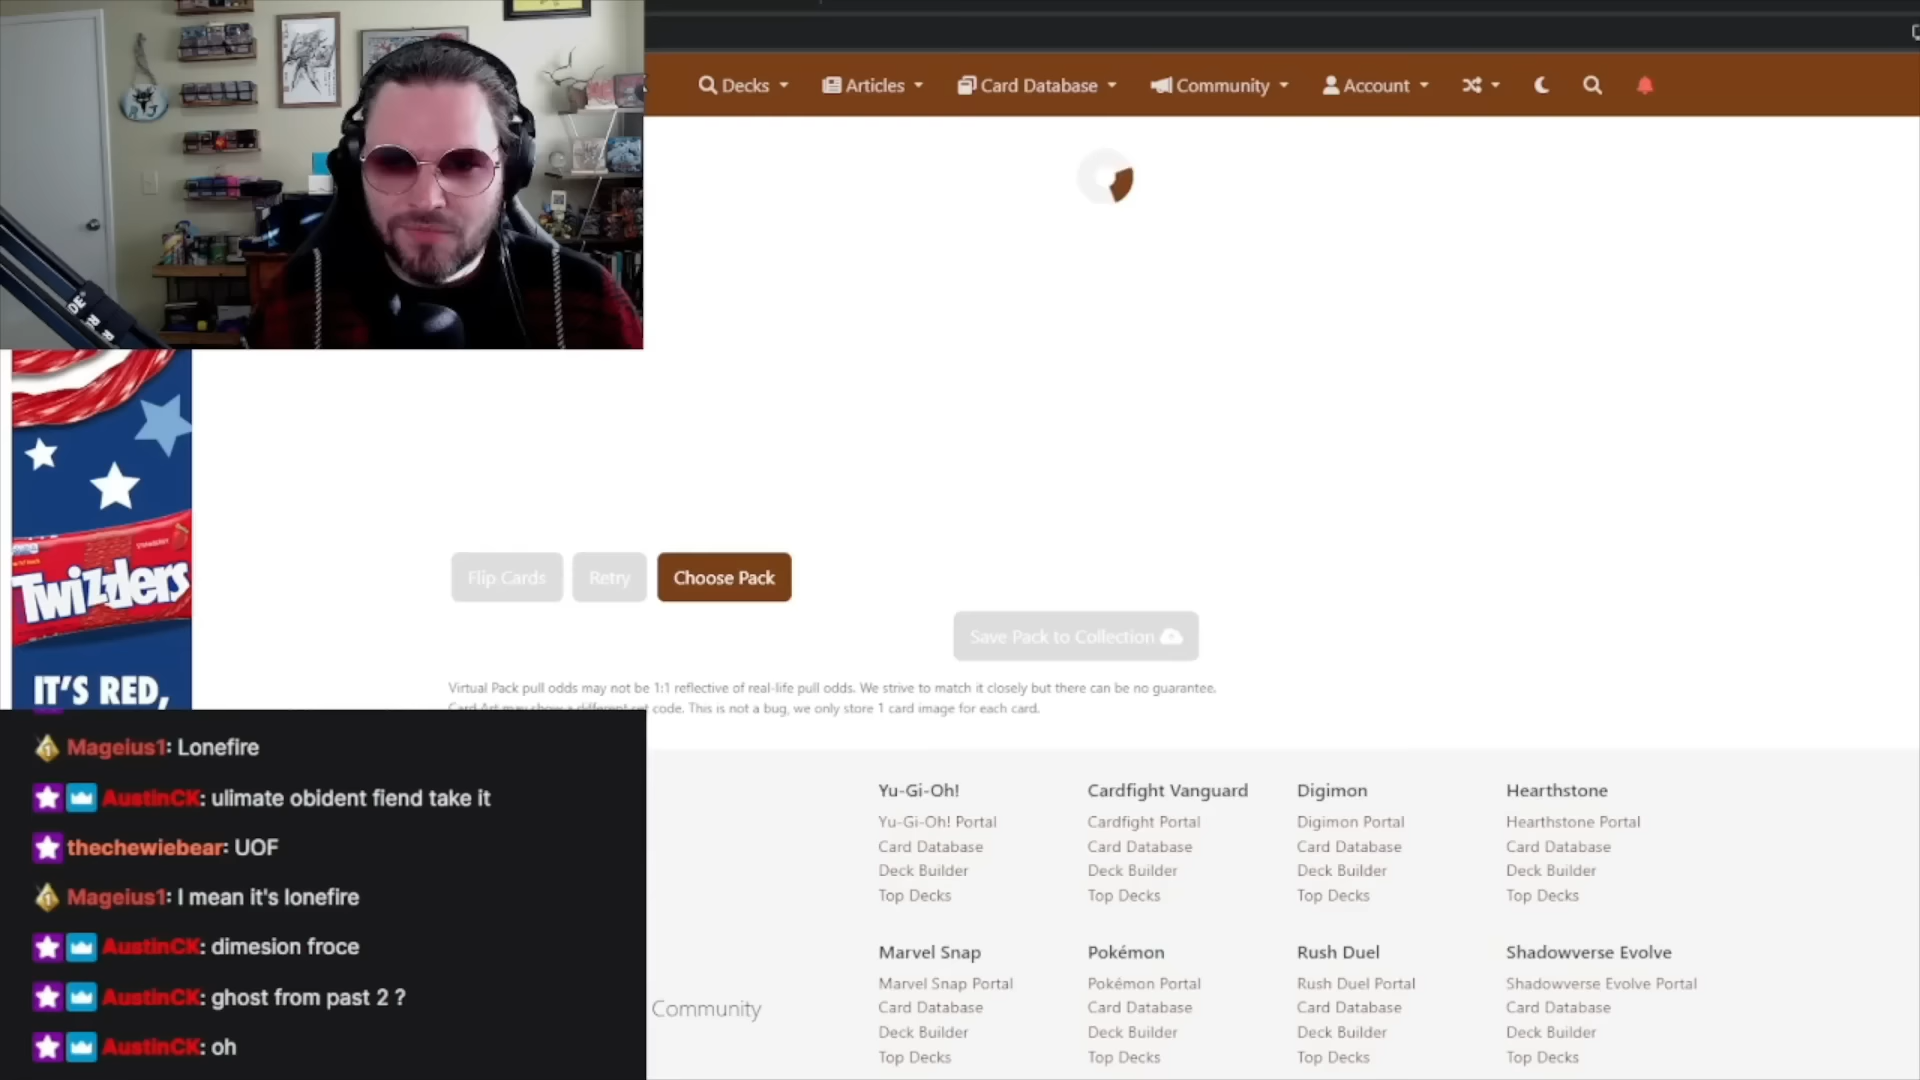 Decks
Articles
Card Database
Community
Account
Twizzlers
IT'S RED,
Flip Cards
Retry
Choose Pack
Save Pack to Collection
Virtual Pack pull odds may not be 1:1 reflective of real-life pull odds. We strive to match it closely but there can be no guarantee.
Card Art may show a different set code. This is not a bug, we only store 1 card image for each card.
Mageius1: Lonefire
AustinCK: ulimate obident fiend take it
thechewiebear: UOF
Mageius1: I mean it's lonefire
AustinCK: dimesion froce
AustinCK: ghost from past 2 ?
AustinCK: oh
Community
Yu-Gi-Oh!
Yu-Gi-Oh! Portal
Card Database
Deck Builder
Top Decks
Cardfight Vanguard
Cardfight Portal
Card Database
Deck Builder
Top Decks
Digimon
Digimon Portal
Card Database
Deck Builder
Top Decks
Hearthstone
Hearthstone Portal
Card Database
Deck Builder
Top Decks
Marvel Snap
Marvel Snap Portal
Card Database
Deck Builder
Top Decks
Pokémon
Pokémon Portal
Card Database
Deck Builder
Top Decks
Rush Duel
Rush Duel Portal
Card Database
Deck Builder
Top Decks
Shadowverse Evolve
Shadowverse Evolve Portal
Card Database
Deck Builder
Top Decks